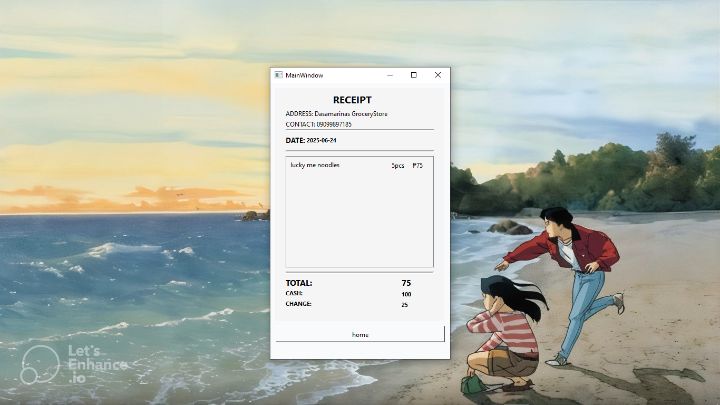 MainWindow
RECEIPT
ADDRESS: Dasamarinas GroceryStore
CONTACT: 09099897185
DATE: 2025-06-24
lucky me noodles 5pcs ₱75
TOTAL: 75
CASH: 100
CHANGE: 25
home
Let's
Enhance
.io